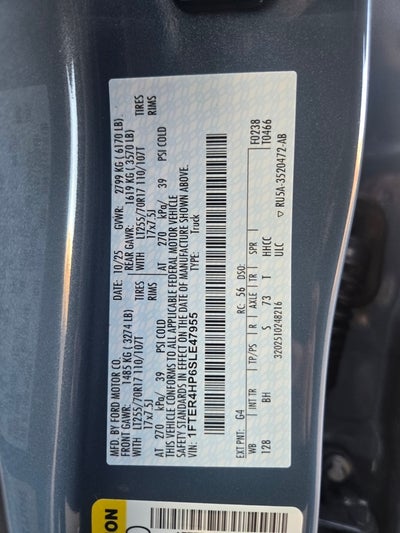 MFD. BY FORD MOTOR CO.
10/25
GVWR: 2799 KG ( 6170 LB)
FRONT GAWR: 1485 KG ( 3274 LB)
REAR GAWR: 1619 KG ( 3570 LB)
WITH LT255/70R17 110/107T
WITH LT255/70R17 110/107T TIRES
17x7.5J
17x7.5J RIMS
AT 270 kPa/ 39 PSI COLD
AT 270 kPa/ 39 PSI COLD
THIS VEHICLE CONFORMS TO ALL APPLICABLE FEDERAL MOTOR VEHICLE
SAFETY STANDARDS IN EFFECT ON THE DATE OF MANUFACTURE SHOWN ABOVE.
VIN: 1FTER4HP6SLE47955
TYPE: Truck
F0238
T0466
EXT PNT: G4 RC: 56 DSO:
WB INT TR TP/PS R AXLE TR SPR
128 BH S 73 T HHCC
ULC
3202510248216
▽ RU5A-3520472-AB
ON